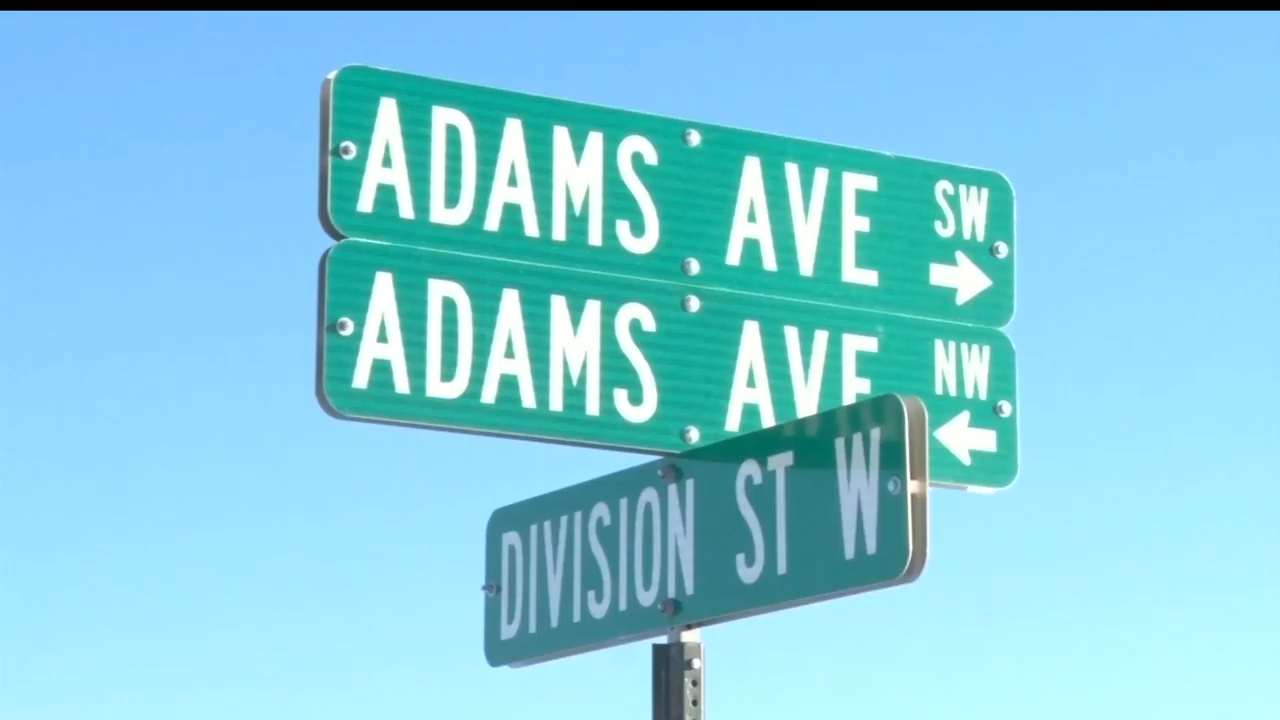 ADAMS AVE SW →
ADAMS AVE NW ←
DIVISION ST W